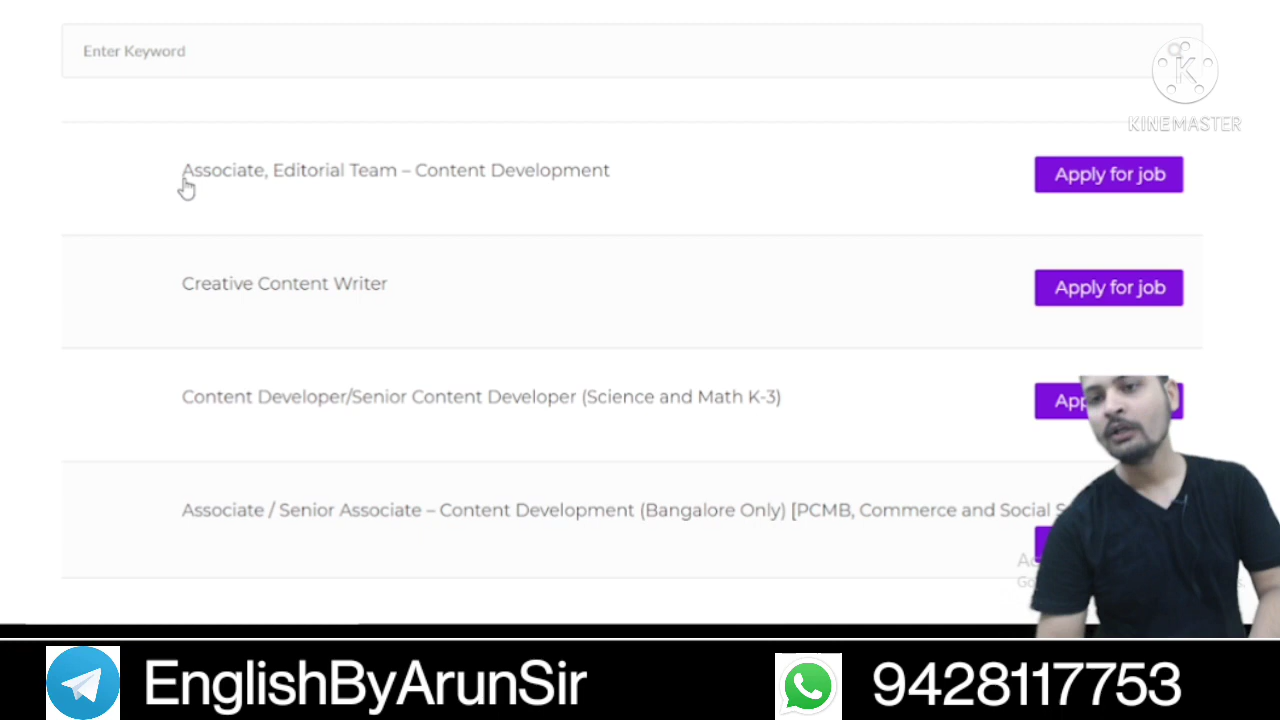 Enter Keyword
K
KINEMASTER
Associate, Editorial Team – Content Development
Apply for job
Creative Content Writer
Apply for job
Content Developer/Senior Content Developer (Science and Math K-3)
Associate / Senior Associate – Content Development (Bangalore Only) [PCMB, Commerce and Social
EnglishByArunSir
9428117753